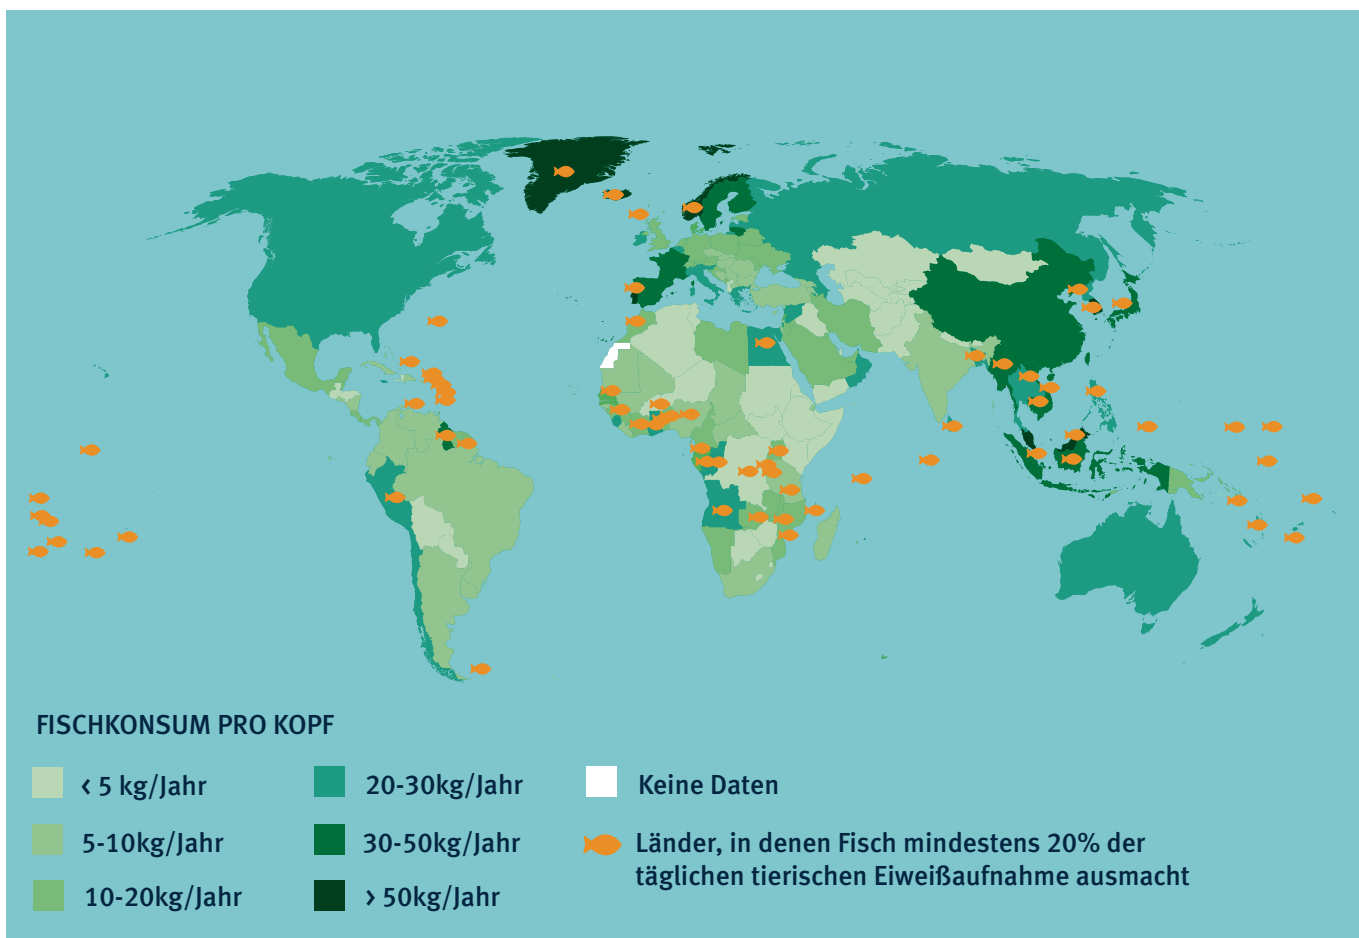 FISCHKONSUM PRO KOPF
< 5 kg/Jahr
5-10kg/Jahr
10-20kg/Jahr
20-30kg/Jahr
30-50kg/Jahr
> 50kg/Jahr
Keine Daten
Länder, in denen Fisch mindestens 20% der
täglichen tierischen Eiweißaufnahme ausmacht